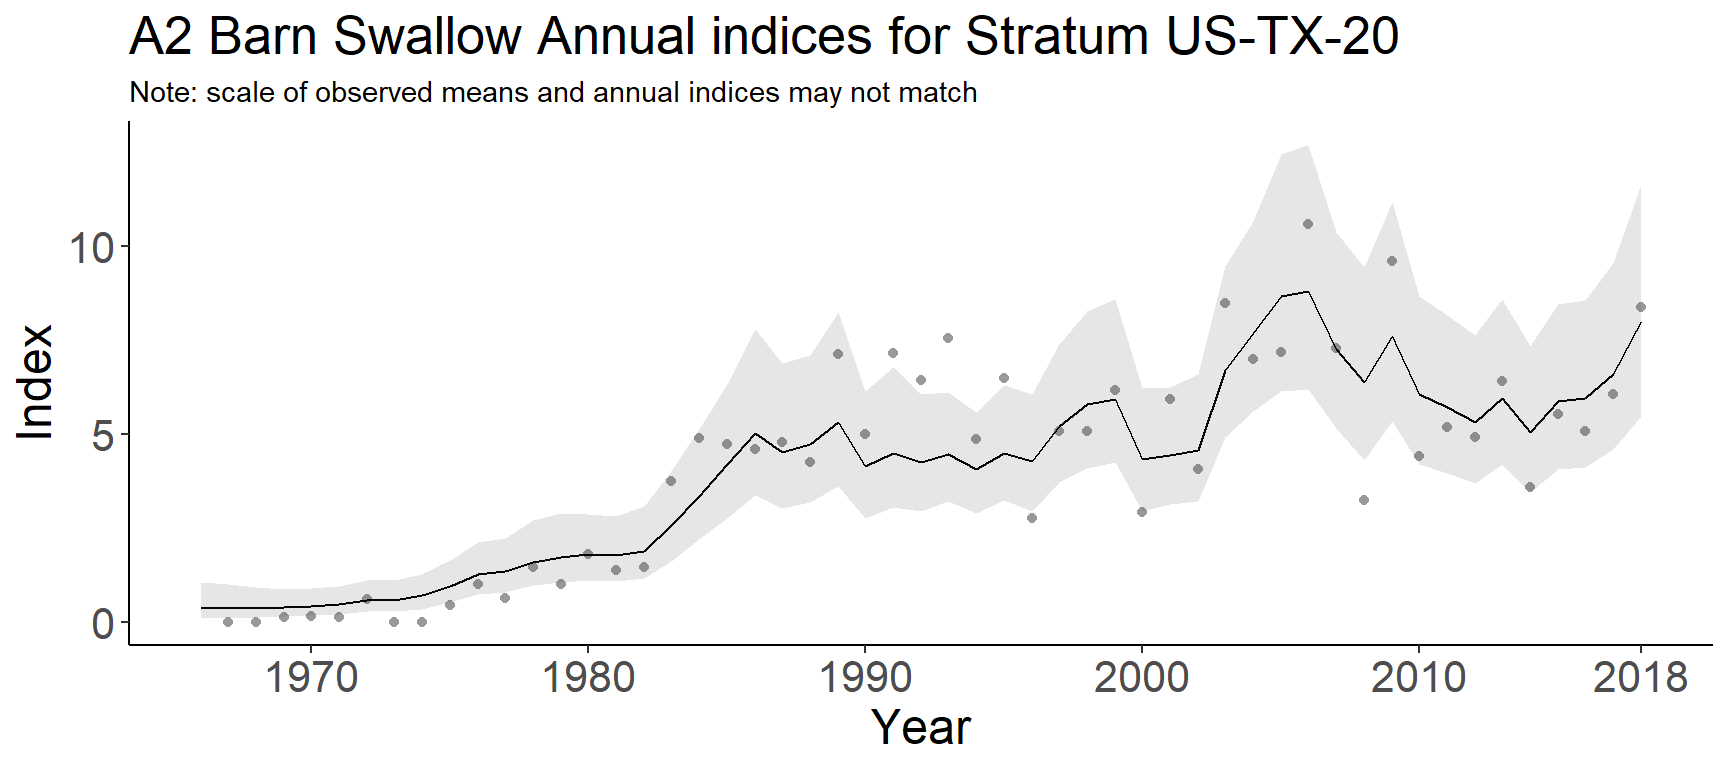 A2 Barn Swallow Annual indices for Stratum US-TX-20
Note: scale of observed means and annual indices may not match
Index
10
5
0
1970 1980 1990 2000 2010 2018
Year